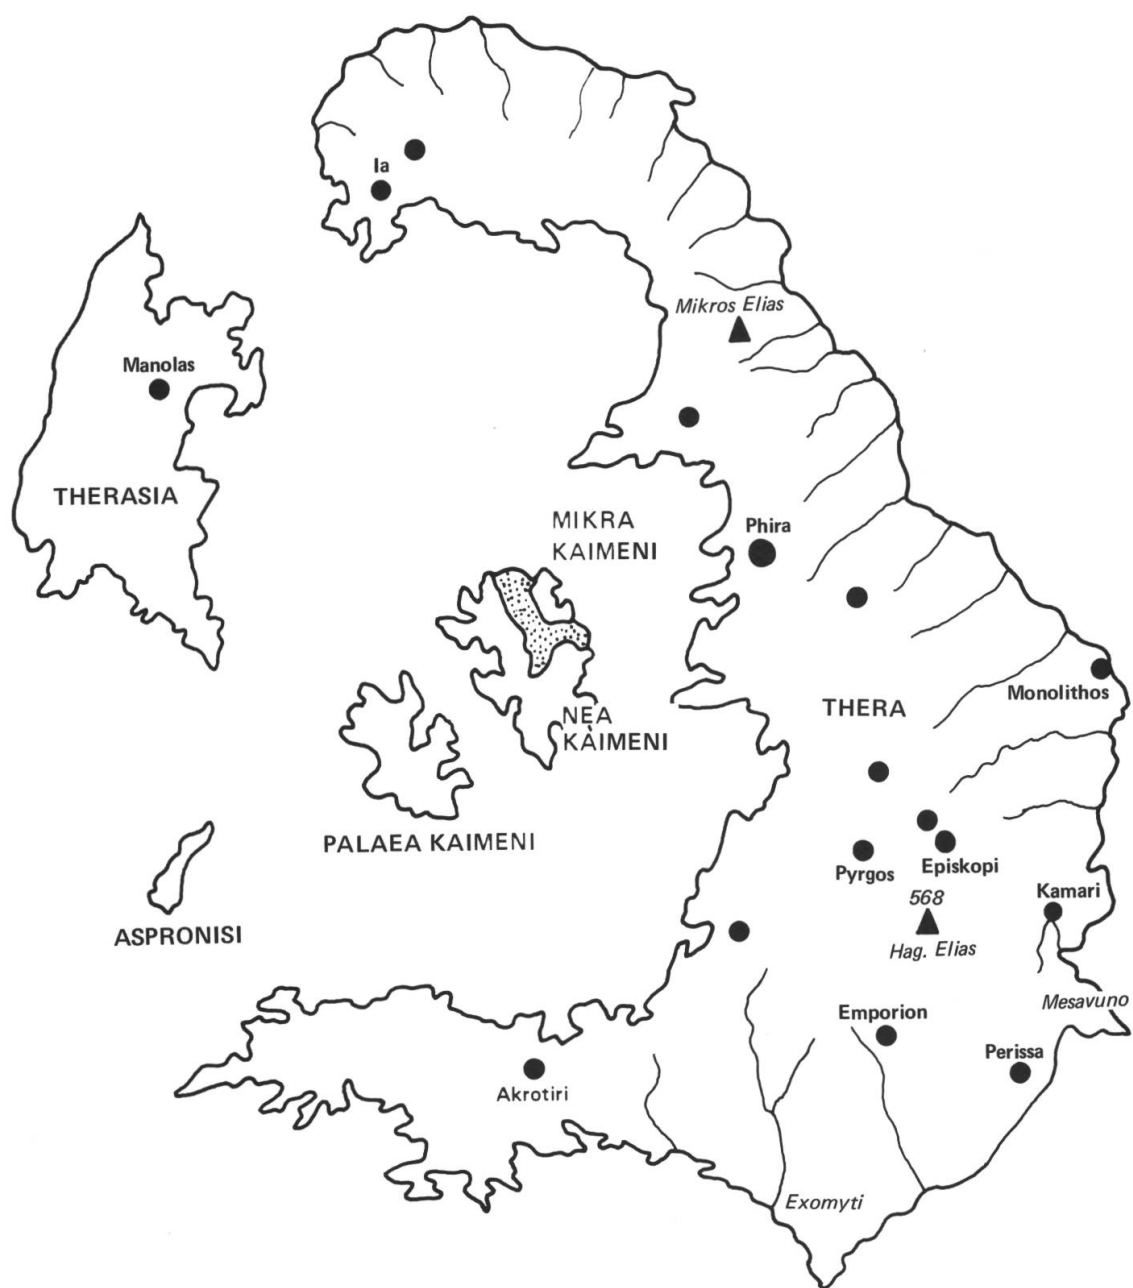 Ia
Mikros Elias
Manolas
THERASIA
MIKRA
KAIMENI
Phira
Monolithos
THERA
NEA
KAIMENI
PALAEA KAIMENI
Pyrgos
Episkopi
568
Hag. Elias
Kamari
ASPRONISI
Mesavuno
Emporion
Perissa
Akrotiri
Exomyti